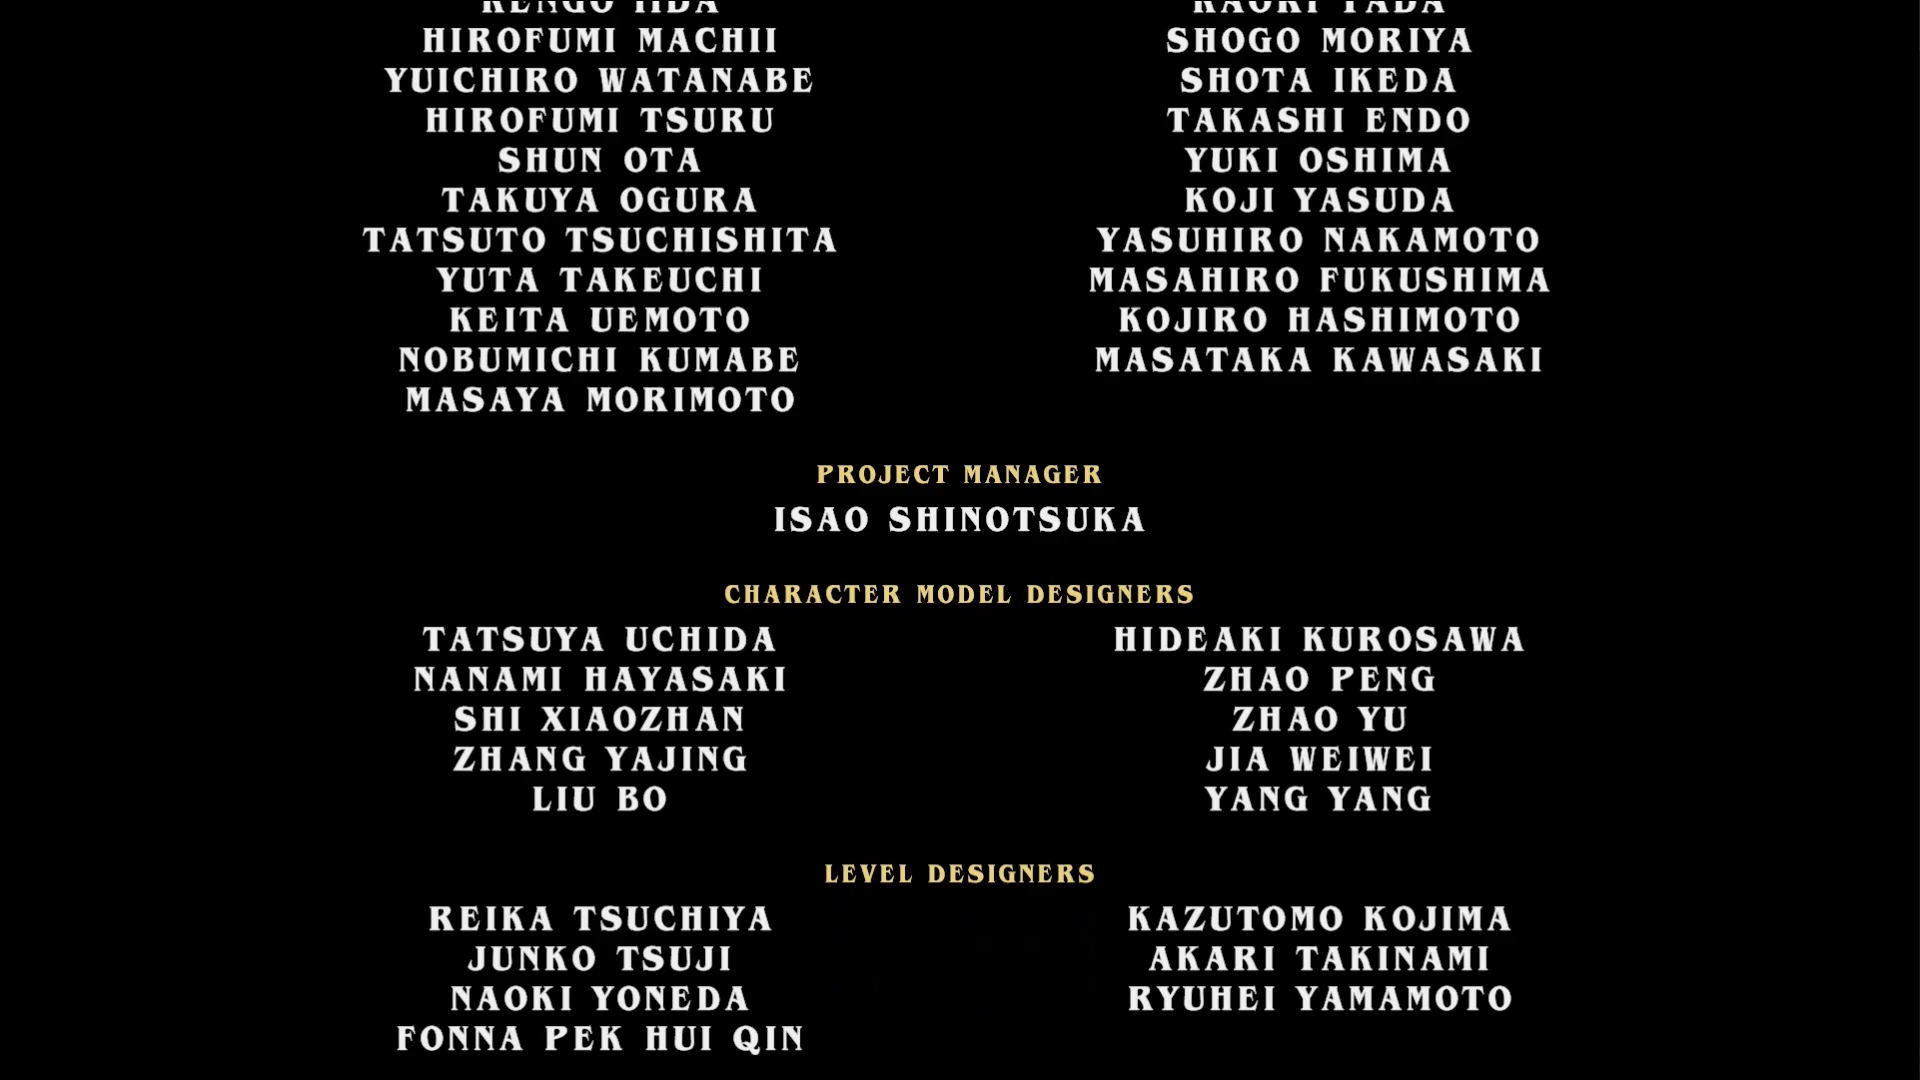 HIROFUMI MACHII SHOGO MORIYA
YUICHIRO WATANABE SHOTA IKEDA
HIROFUMI TSURU TAKASHI ENDO
SHUN OTA YUKI OSHIMA
TAKUYA OGURA KOJI YASUDA
TATSUTO TSUCHISHITA YASUHIRO NAKAMOTO
YUTA TAKEUCHI MASAHIRO FUKUSHIMA
KEITA UEMOTO KOJIRO HASHIMOTO
NOBUMICHI KUMABE MASATAKA KAWASAKI
MASAYA MORIMOTO
PROJECT MANAGER
ISAO SHINOTSUKA
CHARACTER MODEL DESIGNERS
TATSUYA UCHIDA HIDEAKI KUROSAWA
NANAMI HAYASAKI ZHAO PENG
SHI XIAOZHAN ZHAO YU
ZHANG YAJING JIA WEIWEI
LIU BO YANG YANG
LEVEL DESIGNERS
REIKA TSUCHIYA KAZUTOMO KOJIMA
JUNKO TSUJI AKARI TAKINAMI
NAOKI YONEDA RYUHEI YAMAMOTO
FONNA PEK HUI QIN